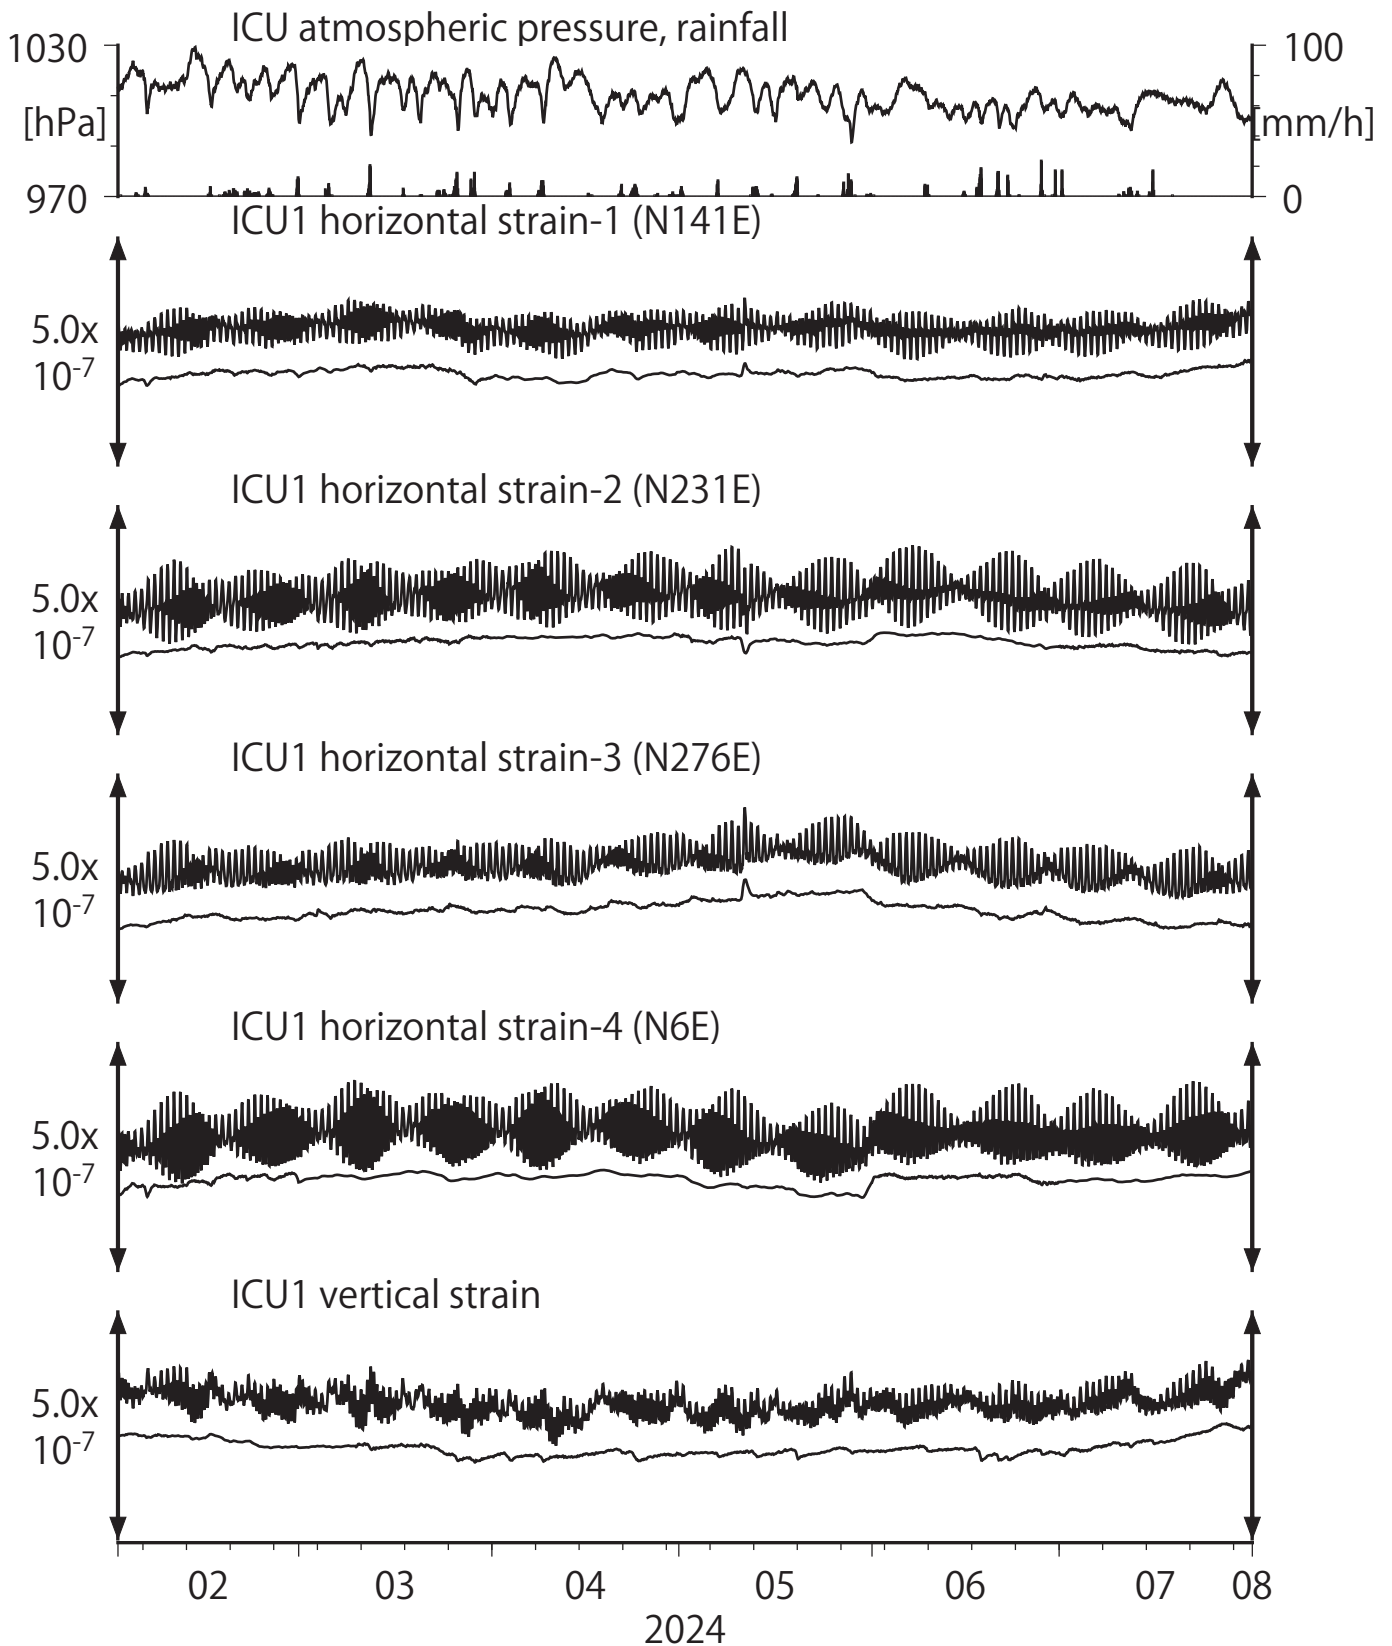 ICU atmospheric pressure, rainfall
1030
100
[hPa]
[mm/h]
970
0
ICU1 horizontal strain-1 (N141E)
5.0x
10-7
ICU1 horizontal strain-2 (N231E)
5.0x
10-7
ICU1 horizontal strain-3 (N276E)
5.0x
10-7
ICU1 horizontal strain-4 (N6E)
5.0x
10-7
ICU1 vertical strain
5.0x
10-7
02 03 04 05 06 07 08
2024